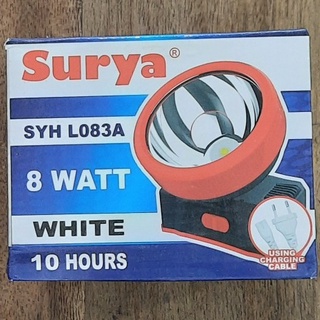 Surya®
SYH L083A
8 WATT
WHITE
10 HOURS
USING
CHARGING
CABLE